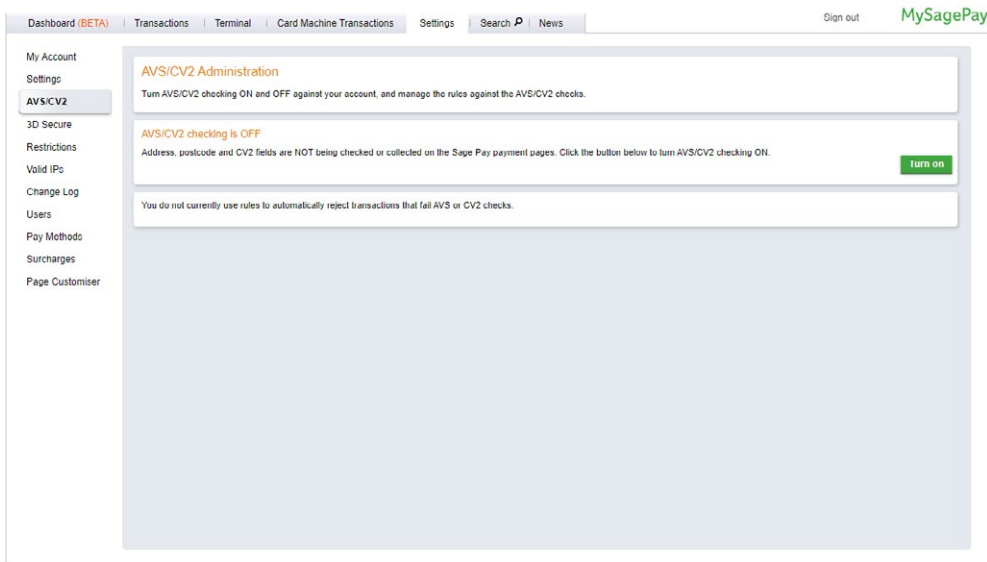 Dashboard (BETA) | Transactions | Terminal | Card Machine Transactions Settings | Search | News Sign out MySagePay
My Account
Settings
AVS/CV2
3D Secure
Restrictions
Valid IPs
Change Log
Users
Pay Methods
Surcharges
Page Customiser
AVS/CV2 Administration
Turn AVS/CV2 checking ON and OFF against your account, and manage the rules against the AVS/CV2 checks.
AVS/CV2 checking is OFF
Address, postcode and CV2 fields are NOT being checked or collected on the Sage Pay payment pages. Click the button below to turn AVS/CV2 checking ON.
Turn on
You do not currently use rules to automatically reject transactions that fail AVS or CV2 checks.